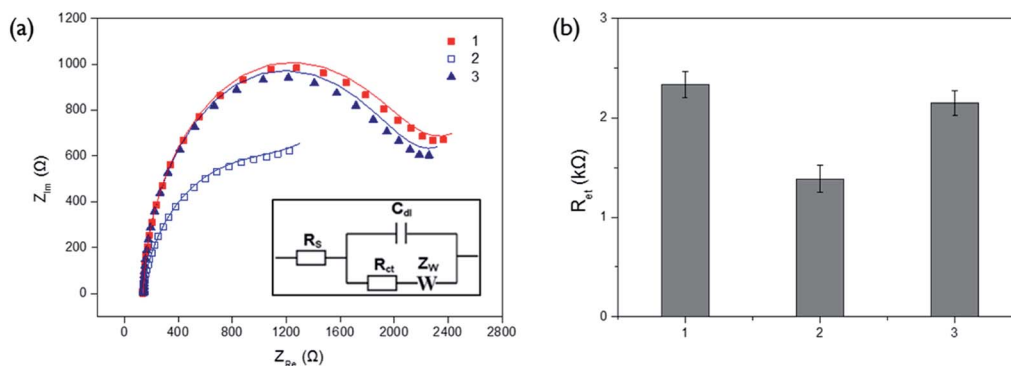 (a)
1200
1000
800
600
400
200
0
Z_Im (Ω)
1
2
3
C_dl
R_S
R_ct
Z_W
W
0 400 800 1200 1600 2000 2400 2800
Z_Re (Ω)
(b)
3
2
1
0
R_et (kΩ)
1 2 3